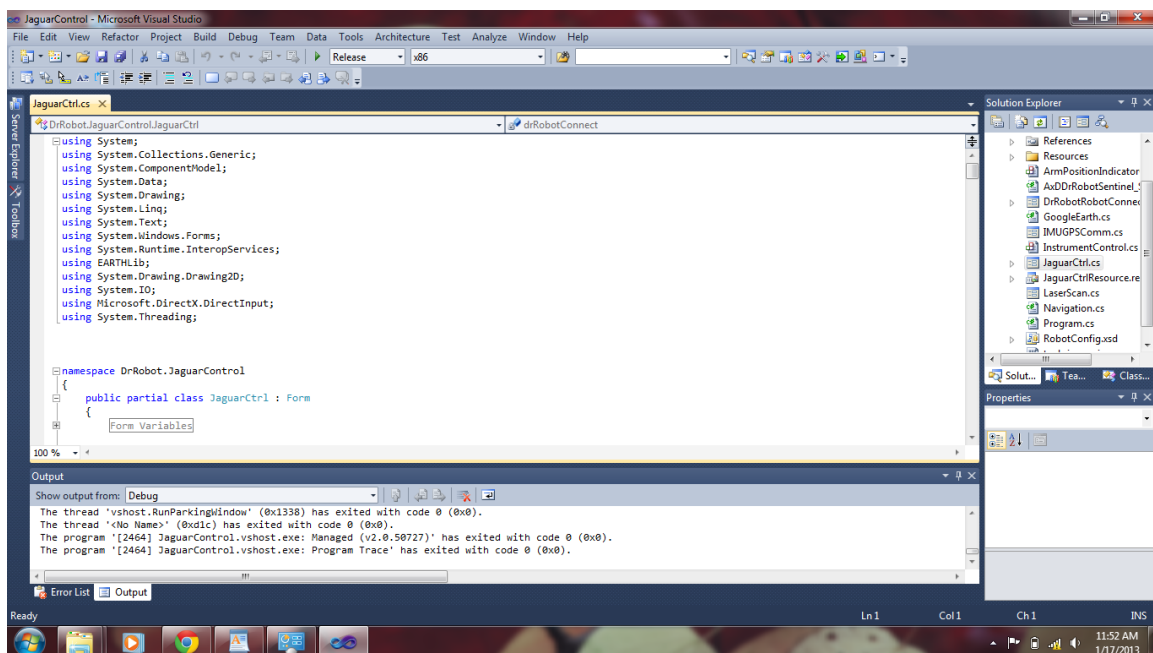 JaguarControl - Microsoft Visual Studio
File Edit View Refactor Project Build Debug Team Data Tools Architecture Test Analyze Window Help
Release x86
JaguarCtrl.cs
DrRobot.JaguarControl.JaguarCtrl drRobotConnect
Server Explorer
Toolbox
using System;
using System.Collections.Generic;
using System.ComponentModel;
using System.Data;
using System.Drawing;
using System.Linq;
using System.Text;
using System.Windows.Forms;
using System.Runtime.InteropServices;
using EARTHLib;
using System.Drawing.Drawing2D;
using System.IO;
using Microsoft.DirectX.DirectInput;
using System.Threading;
namespace DrRobot.JaguarControl
{
public partial class JaguarCtrl : Form
{
Form Variables
100 %
Solution Explorer
References
Resources
ArmPositionIndicator
AxDDrRobotSentinel_
DrRobotRobotConnec
GoogleEarth.cs
IMUGPSComm.cs
InstrumentControl.cs
JaguarCtrl.cs
JaguarCtrlResource.re
LaserScan.cs
Navigation.cs
Program.cs
RobotConfig.xsd
Solut... Tea... Class...
Properties
Output
Show output from: Debug
The thread 'vshost.RunParkingWindow' (0x1338) has exited with code 0 (0x0).
The thread '<No Name>' (0xd1c) has exited with code 0 (0x0).
The program '[2464] JaguarControl.vshost.exe: Managed (v2.0.50727)' has exited with code 0 (0x0).
The program '[2464] JaguarControl.vshost.exe: Program Trace' has exited with code 0 (0x0).
Error List Output
Ready Ln 1 Col 1 Ch 1 INS
11:52 AM
1/17/2013